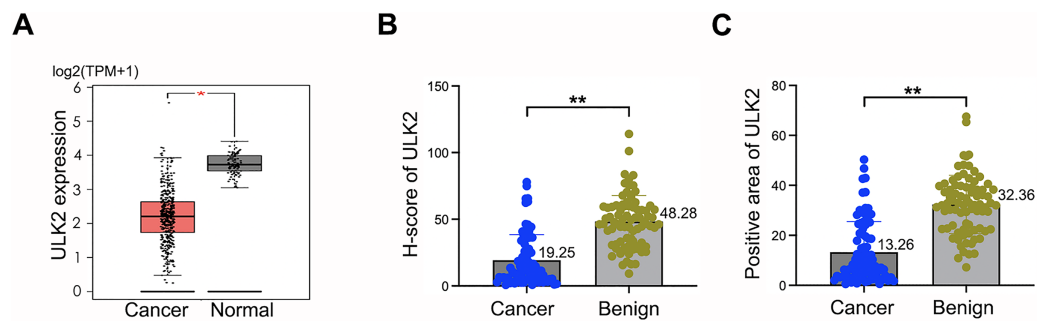 A
log2(TPM+1)
ULK2 expression
6
5
4
3
2
1
0
*
Cancer
Normal
B
H-score of ULK2
150
100
50
0
**
19.25
48.28
Cancer
Benign
C
Positive area of ULK2
80
60
40
20
0
**
13.26
32.36
Cancer
Benign